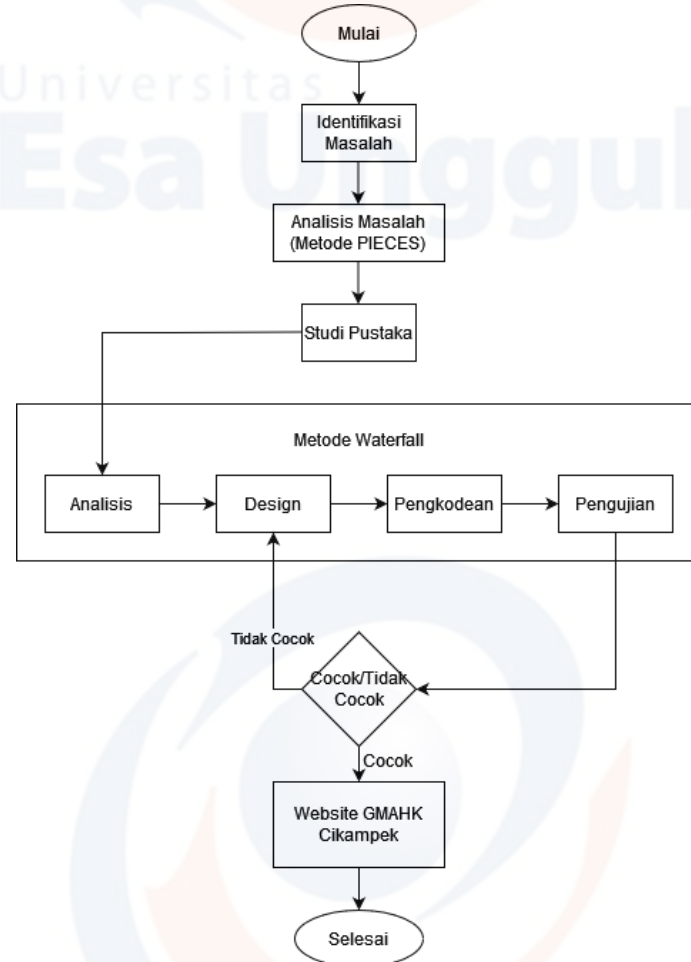 Mulai
Universitas
Esa Unggul
Identifikasi
Masalah
Analisis Masalah
(Metode PIECES)
Studi Pustaka
Metode Waterfall
Analisis
Design
Pengkodean
Pengujian
Tidak Cocok
Cocok/Tidak
Cocok
Cocok
Website GMAHK
Cikampek
Selesai